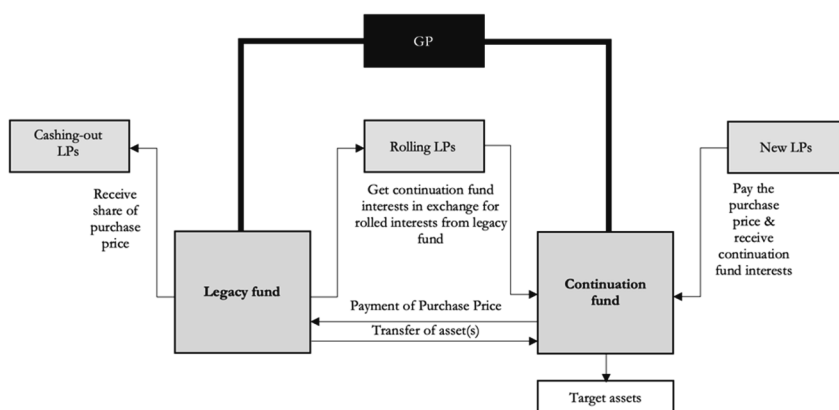 GP
Cashing-out
LPs
Rolling LPs
New LPs
Receive
share of
purchase
price
Get continuation fund
interests in exchange for
rolled interests from legacy
fund
Pay the
purchase
price &
receive
continuation
fund interests
Legacy fund
Continuation
fund
Payment of Purchase Price
Transfer of asset(s)
Target assets